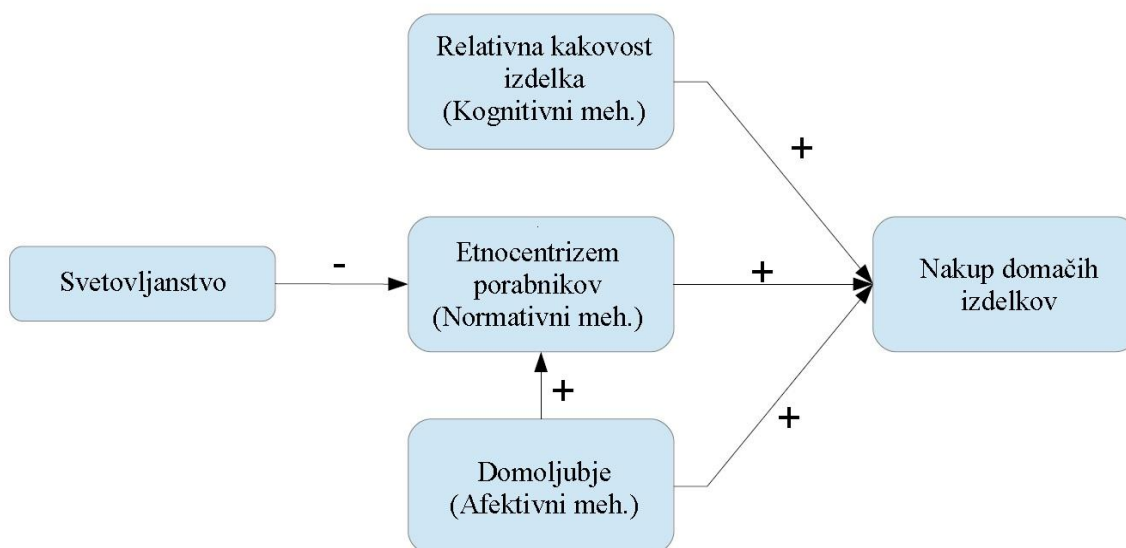 Relativna kakovost
izdelka
(Kognitivni meh.)
+
Svetovljanstvo
-
Etnocentrizem
porabnikov
(Normativni meh.)
+
Nakup domačih
izdelkov
+
+
Domoljubje
(Afektivni meh.)